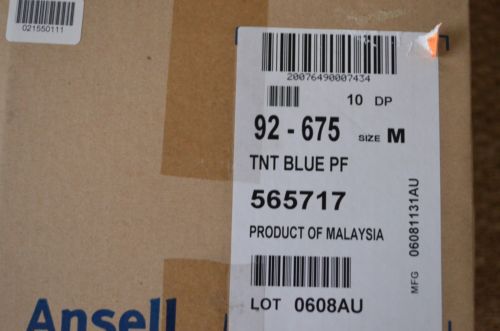 021550111
20076490007434
10 DP
92 - 675 SIZE M
TNT BLUE PF
565717
PRODUCT OF MALAYSIA
LOT 0608AU
MFG 06081131AU
Ansell